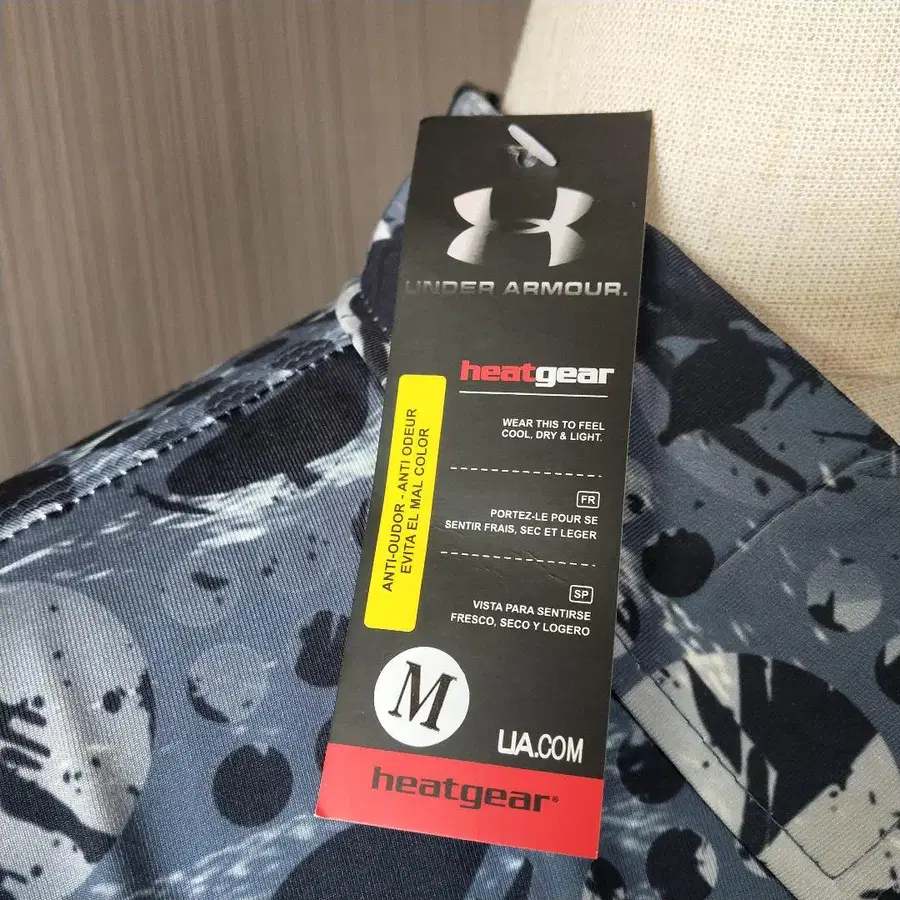 UNDER ARMOUR.
heatgear
WEAR THIS TO FEEL
COOL, DRY & LIGHT.
FR
PORTEZ-LE POUR SE
SENTIR FRAIS, SEC ET LEGER
SP
VISTA PARA SENTIRSE
FRESCO, SECO Y LOGERO
ANTI-OUDOR - ANTI ODEUR
EVITA EL MAL COLOR
M
UA.COM
heatgear®